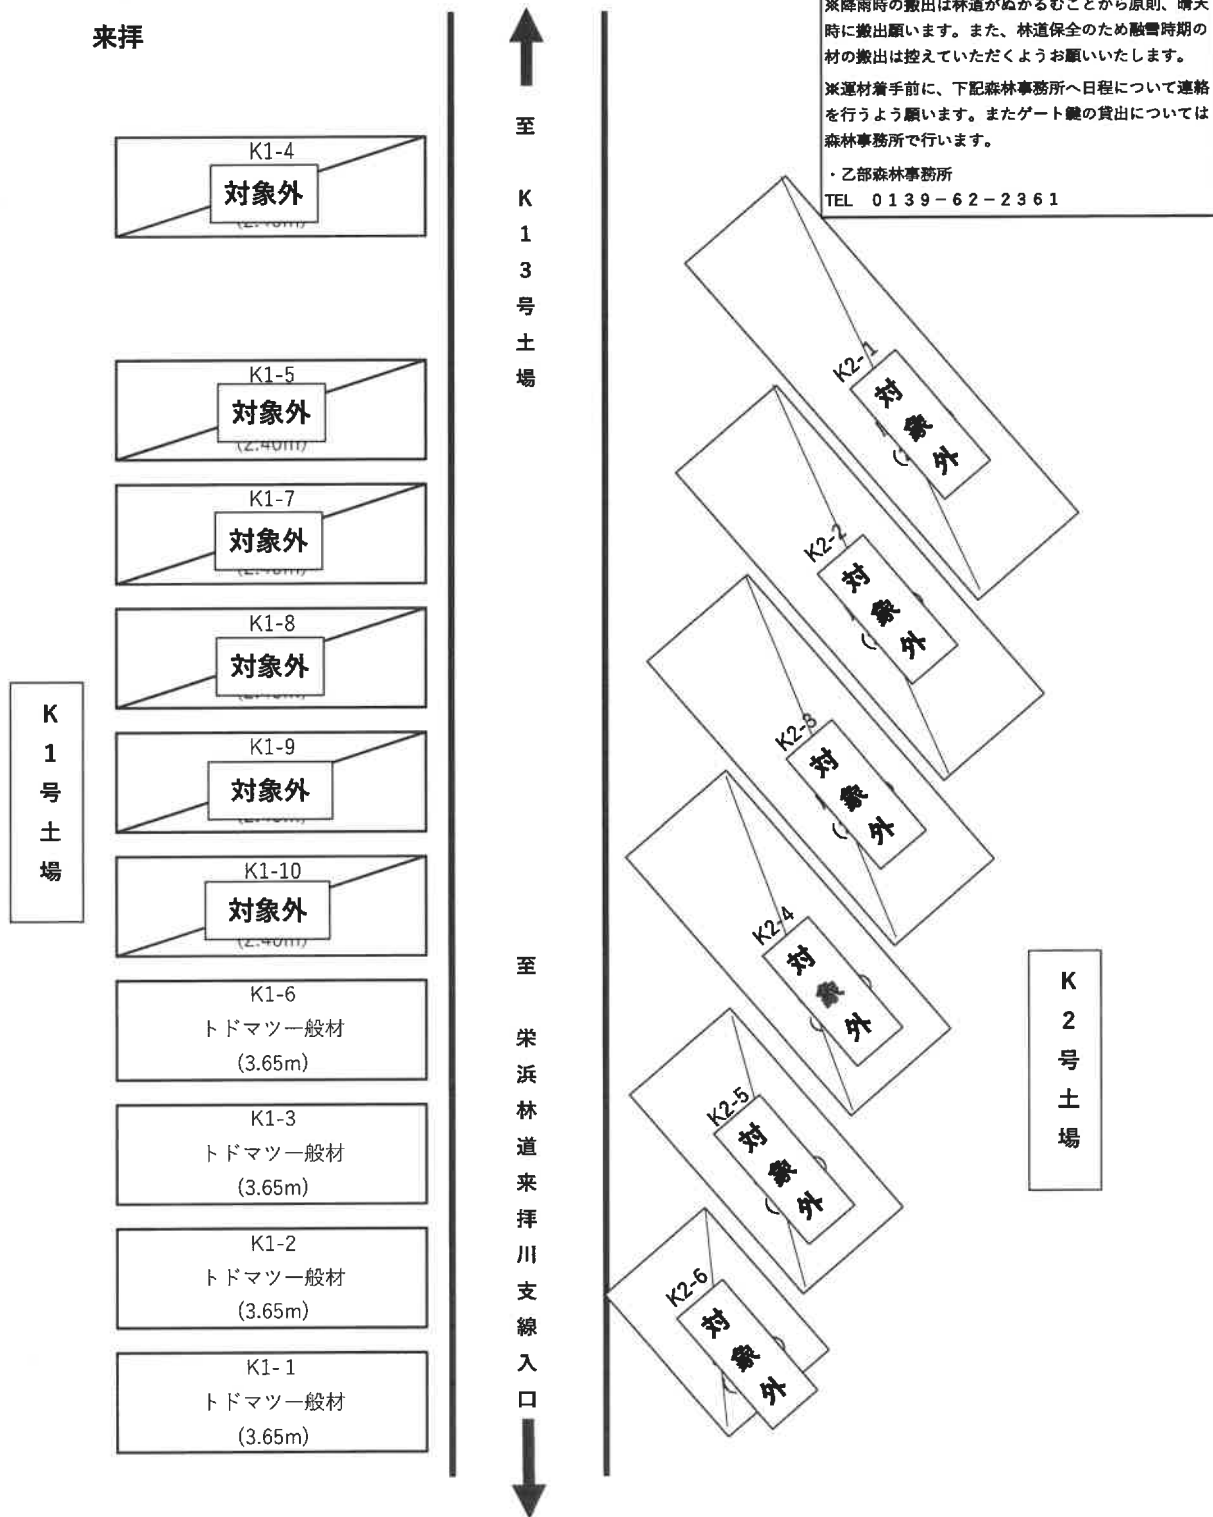 来拝
※降雨時の搬出は林道がぬかるむことから原則、晴天
時に搬出願います。また、林道保全のため融雪時期の
材の搬出は控えていただくようお願いいたします。
※運材着手前に、下記森林事務所へ日程について連絡
を行うよう願います。またゲート鍵の貸出については
森林事務所で行います。
・乙部森林事務所
TEL 0139-62-2361
至 K13号土場
K1号土場
K1-4
対象外
K1-5
対象外
(2.40m)
K1-7
対象外
K1-8
対象外
K1-9
対象外
K1-10
対象外
(2.40m)
K1-6
トドマツ一般材
(3.65m)
K1-3
トドマツ一般材
(3.65m)
K1-2
トドマツ一般材
(3.65m)
K1-1
トドマツ一般材
(3.65m)
至 栄浜林道来拝川支線入口
K2-1
対象外
K2-2
対象外
K2-3
対象外
K2-4
対象外
K2-5
対象外
K2-6
対象外
K2号土場